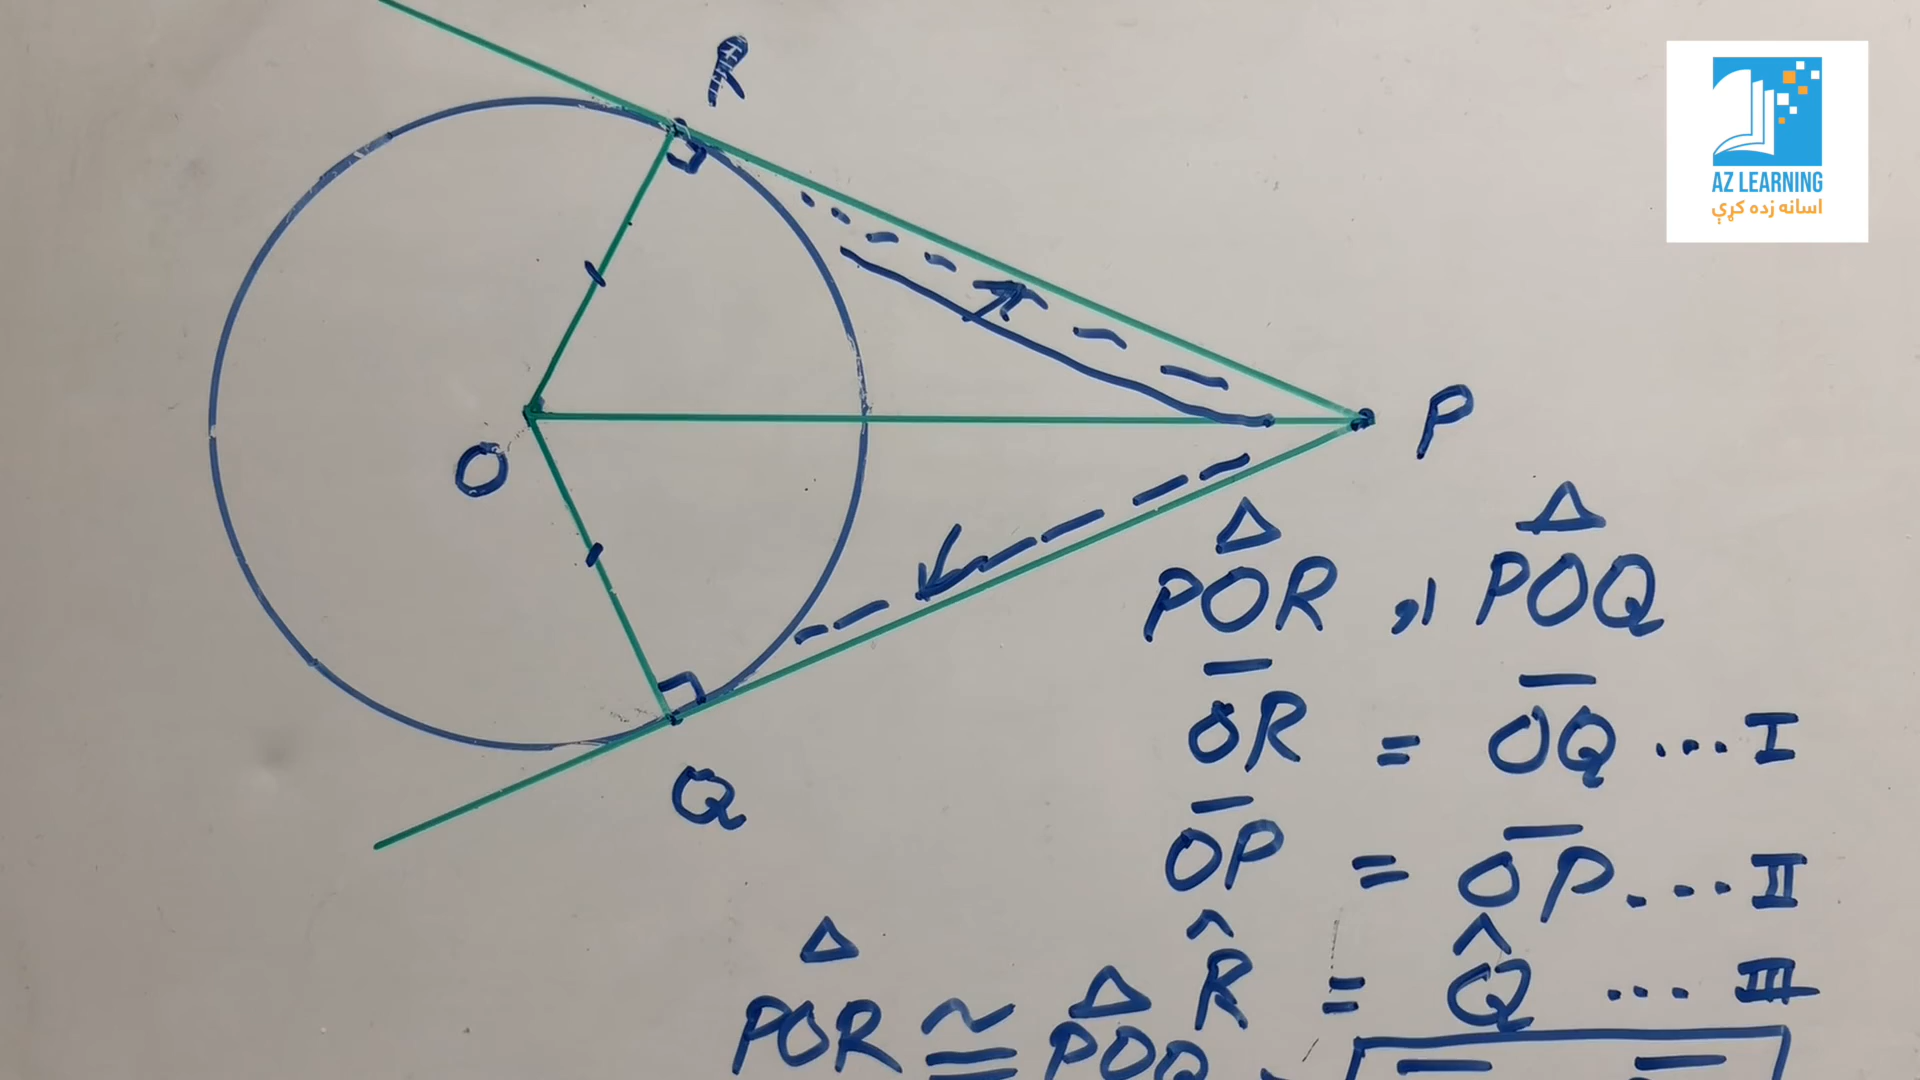 R
AZ LEARNING
اسانه زده کړې
P
O
Q
△ △
POR , POQ
OR = OQ ... I
OP = OP ... II
R̂ = Q̂ ... III
△ △
POR ≅ POQ